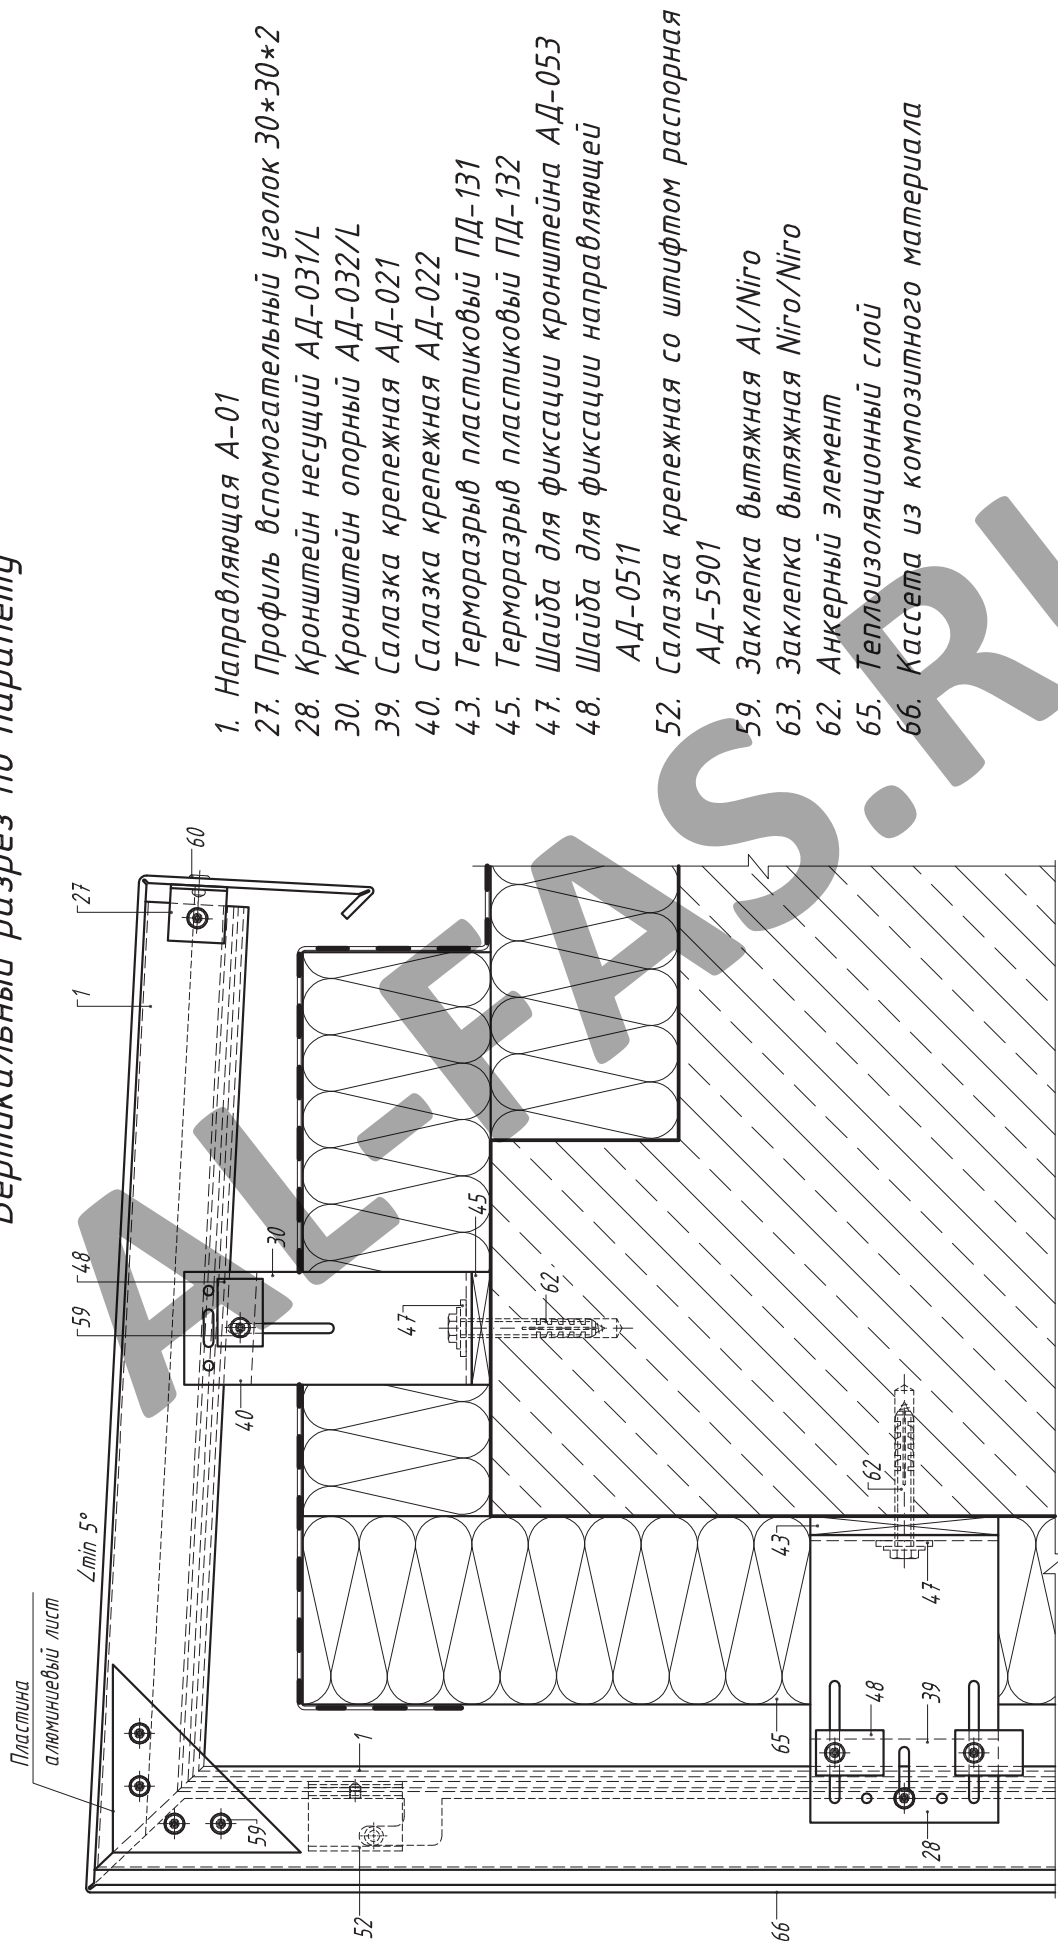 Вертикальный разрез по парапету
1. Направляющая А-01
27. Профиль вспомогательный уголок 30*30*2
28. Кронштейн несущий АД-031/L
30. Кронштейн опорный АД-032/L
39. Салазка крепежная АД-021
40. Салазка крепежная АД-022
43. Терморазрыв пластиковый ПД-131
45. Терморазрыв пластиковый ПД-132
47. Шайба для фиксации кронштейна АД-053
48. Шайба для фиксации направляющей
АД-0511
52. Салазка крепежная со штифтом распорная
АД-5901
59. Заклепка вытяжная Al/Niro
63. Заклепка вытяжная Niro/Niro
62. Анкерный элемент
65. Теплоизоляционный слой
66. Кассета из композитного материала
Пластина
алюминиевый лист
∠min 5°
59
48
1
27
60
40
30
47
45
62
59
52
1
65
43
62
47
48
39
28
66
AL-FAS.RU